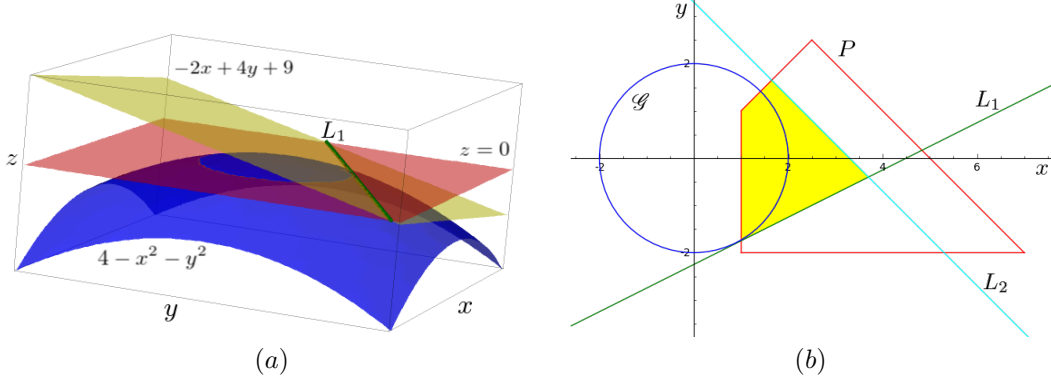 −2x + 4y + 9
L₁
z = 0
z
4 − x² − y²
y
x
(a)
y
P
2
𝒢
L₁
-2
2
4
6
x
-2
L₂
(b)